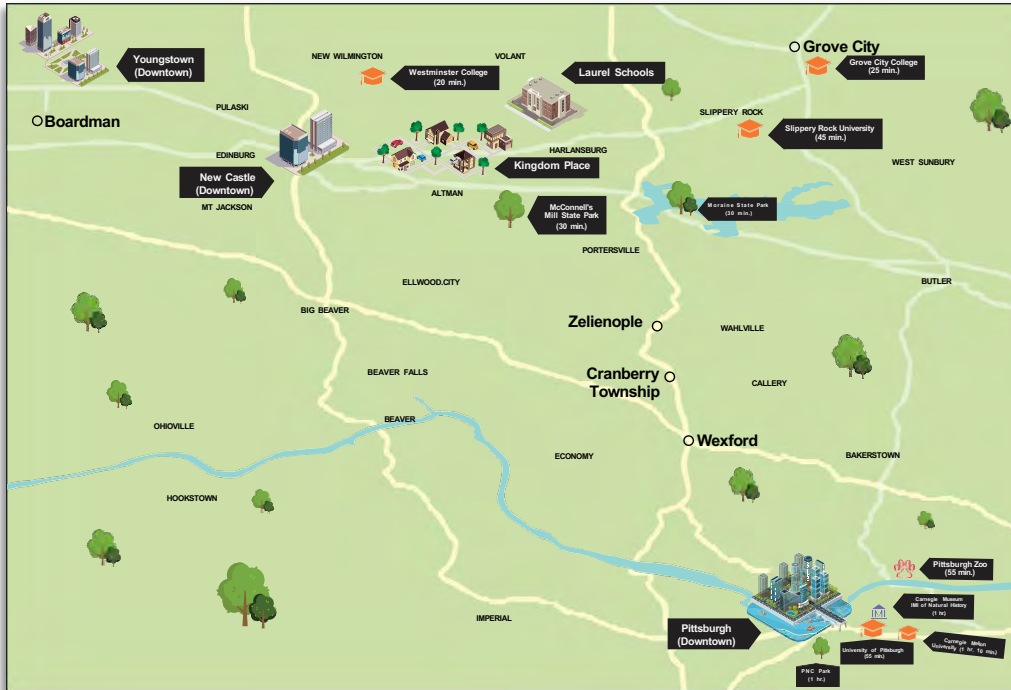 Grove City
Youngstown
(Downtown)
NEW WILMINGTON
VOLANT
Westminster College
(20 min.)
Laurel Schools
Grove City College
(25 min.)
PULASKI
Boardman
SLIPPERY ROCK
Slippery Rock University
(45 min.)
EDINBURG
HARLANSBURG
WEST SUNBURY
New Castle
(Downtown)
Kingdom Place
ALTMAN
MT JACKSON
McConnell's
Mill State Park
(30 min.)
Moraine State Park
(30 min.)
PORTERSVILLE
ELLWOOD.CITY
BUTLER
BIG BEAVER
Zelienople
WAHLVILLE
BEAVER FALLS
Cranberry
Township
CALLERY
BEAVER
OHIOVILLE
Wexford
ECONOMY
BAKERSTOWN
HOOKSTOWN
Pittsburgh Zoo
(55 min.)
Carnegie Museum
IMI of Natural History
(1 hr)
IMPERIAL
Pittsburgh
(Downtown)
University of Pittsburgh
(55 min)
Carnegie Mellon
University (1 hr. 10 min.)
PNC Park
(1 hr.)